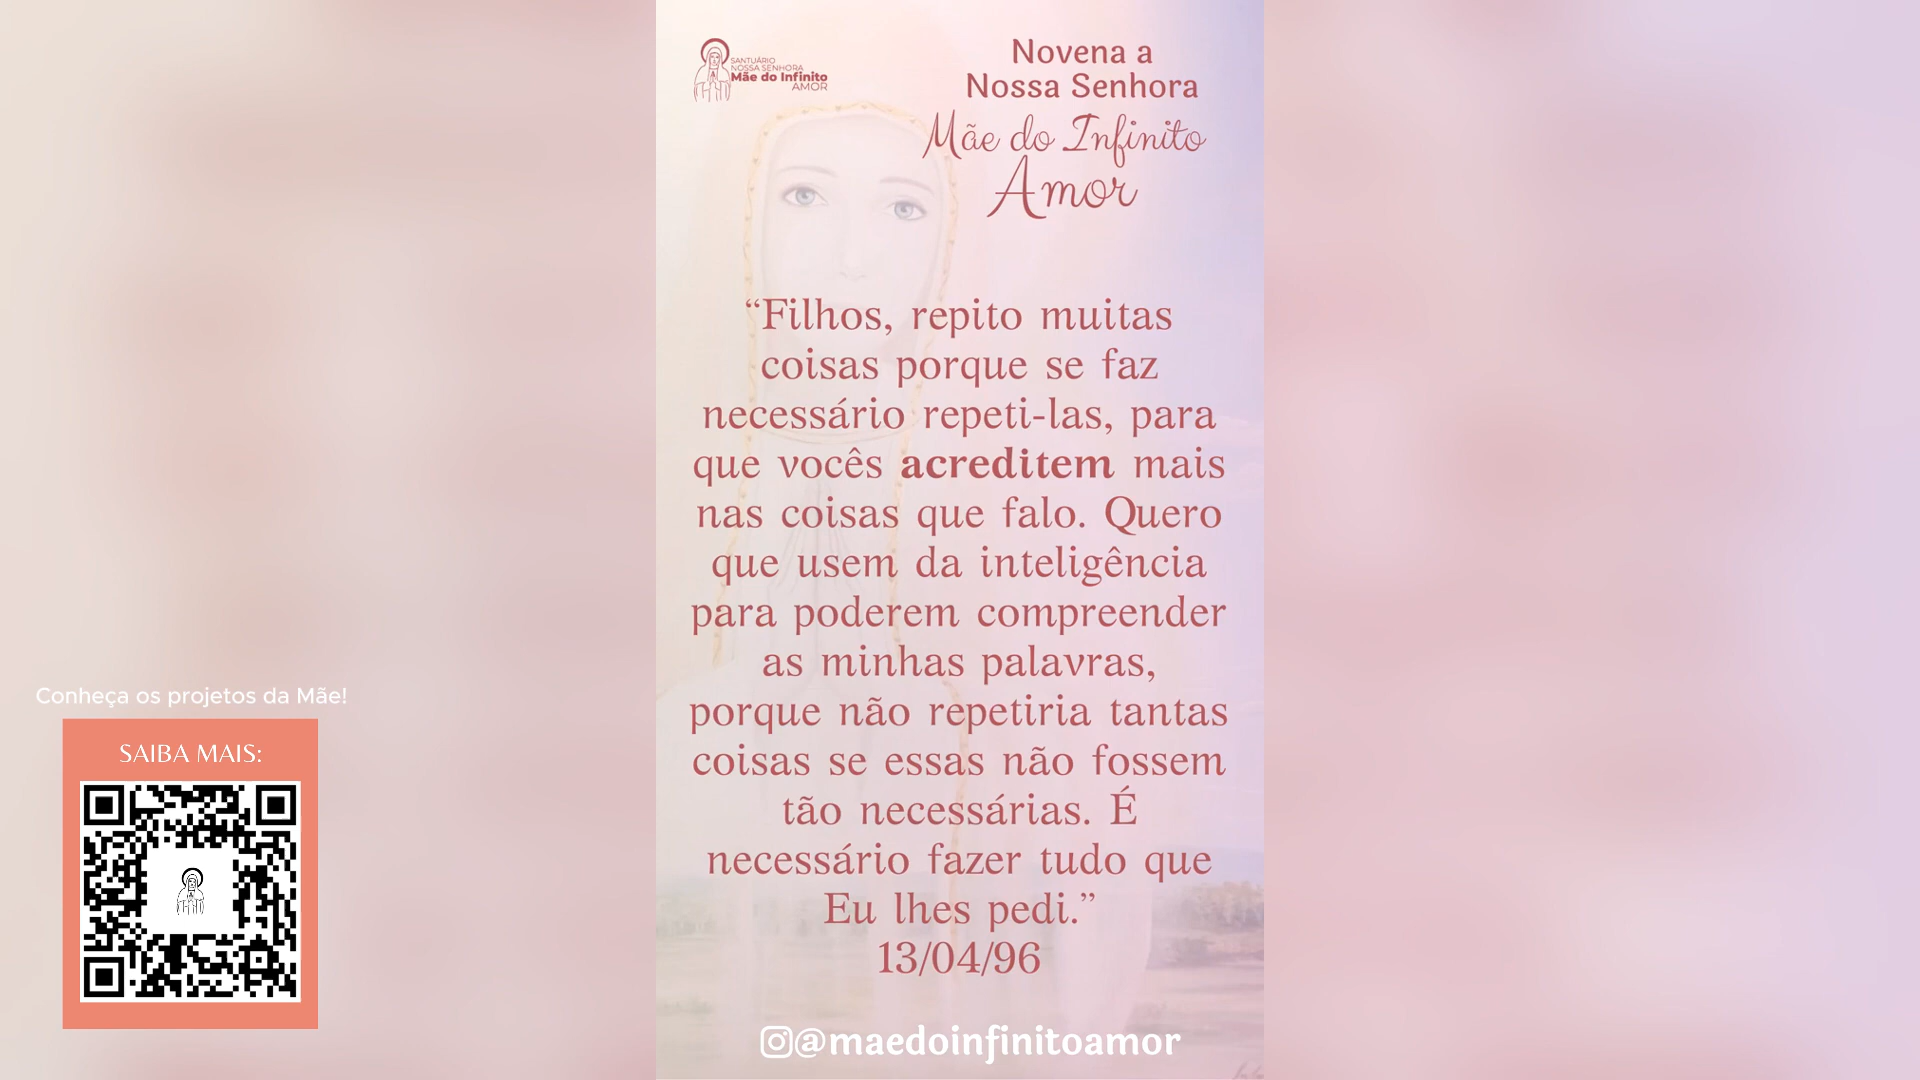 SANTUÁRIO
NOSSA SENHORA
Mãe do Infinito
AMOR
Novena a
Nossa Senhora
Mãe do Infinito
Amor
“Filhos, repito muitas
coisas porque se faz
necessário repeti-las, para
que vocês acreditem mais
nas coisas que falo. Quero
que usem da inteligência
para poderem compreender
as minhas palavras,
porque não repetiria tantas
coisas se essas não fossem
tão necessárias. É
necessário fazer tudo que
Eu lhes pedi.”
13/04/96
@maedoinfinitoamor
Conheça os projetos da Mãe!
SAIBA MAIS: